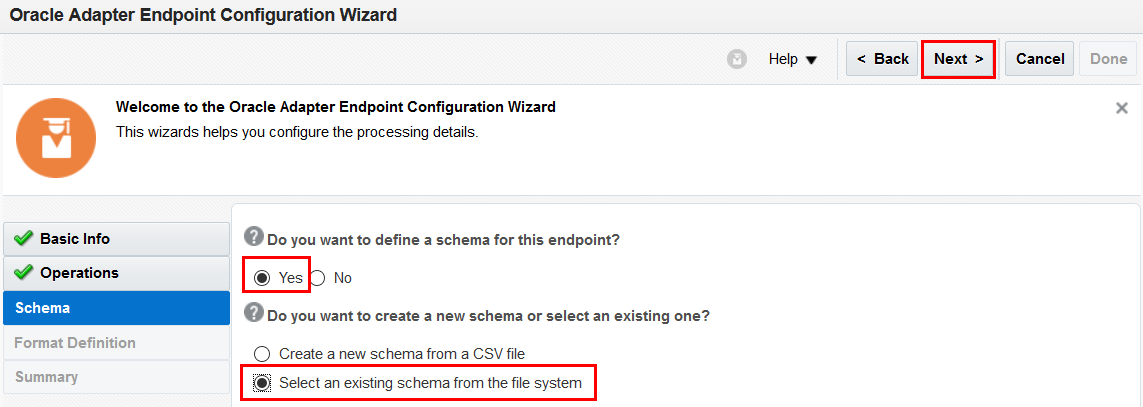 Oracle Adapter Endpoint Configuration Wizard
Help
< Back
Next >
Cancel
Done
Welcome to the Oracle Adapter Endpoint Configuration Wizard
This wizards helps you configure the processing details.
Basic Info
Operations
Schema
Format Definition
Summary
? Do you want to define a schema for this endpoint?
Yes No
? Do you want to create a new schema or select an existing one?
Create a new schema from a CSV file
Select an existing schema from the file system